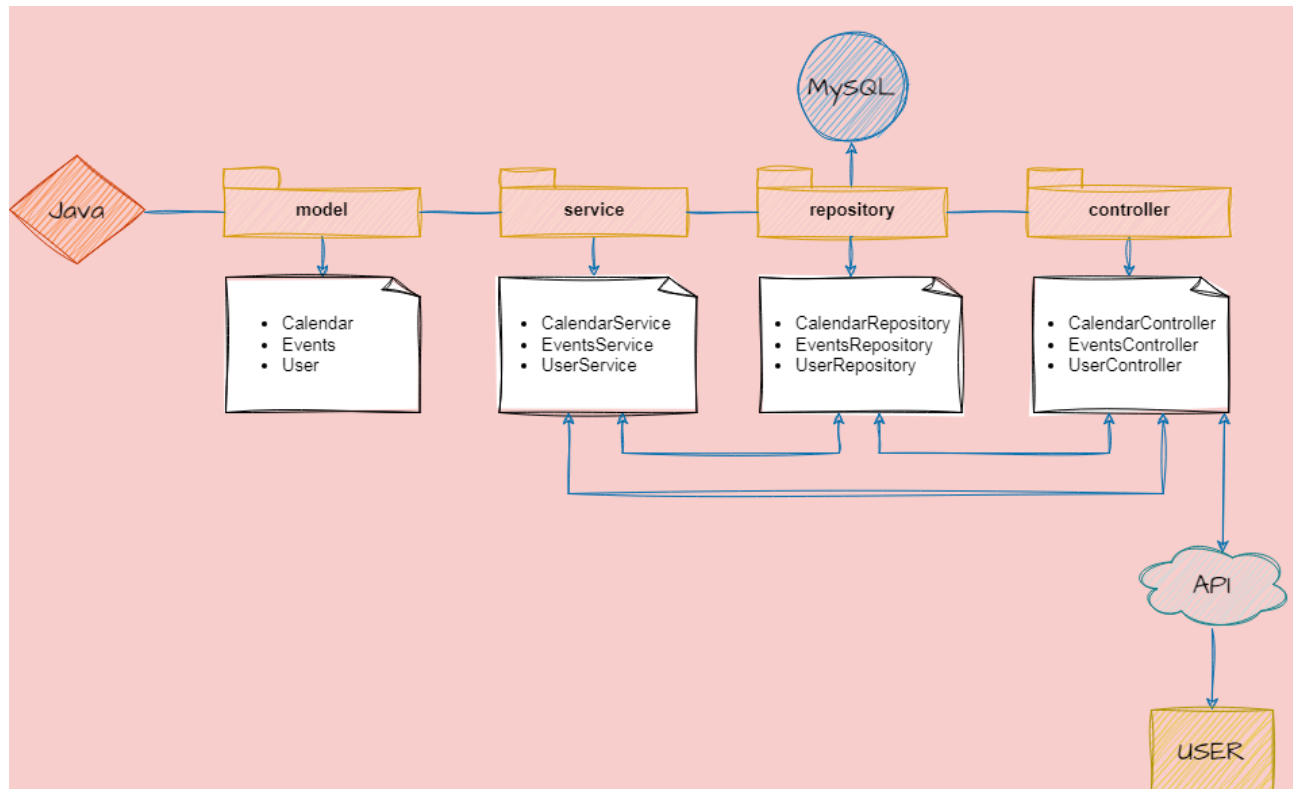 MySQL
Java
model
service
repository
controller
• Calendar
• Events
• User
• CalendarService
• EventsService
• UserService
• CalendarRepository
• EventsRepository
• UserRepository
• CalendarController
• EventsController
• UserController
API
USER